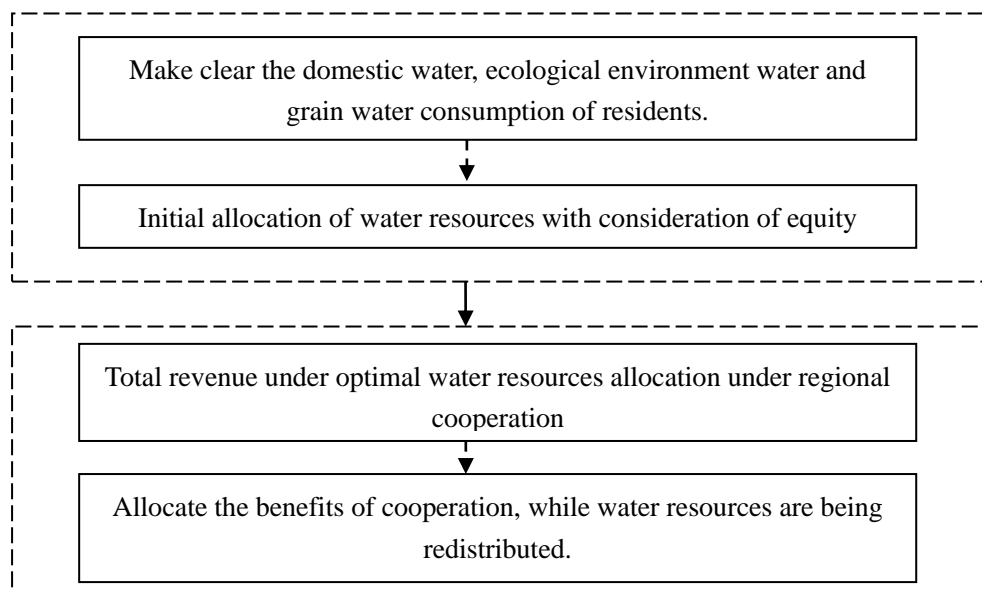 Make clear the domestic water, ecological environment water and
grain water consumption of residents.
Initial allocation of water resources with consideration of equity
Total revenue under optimal water resources allocation under regional
cooperation
Allocate the benefits of cooperation, while water resources are being
redistributed.